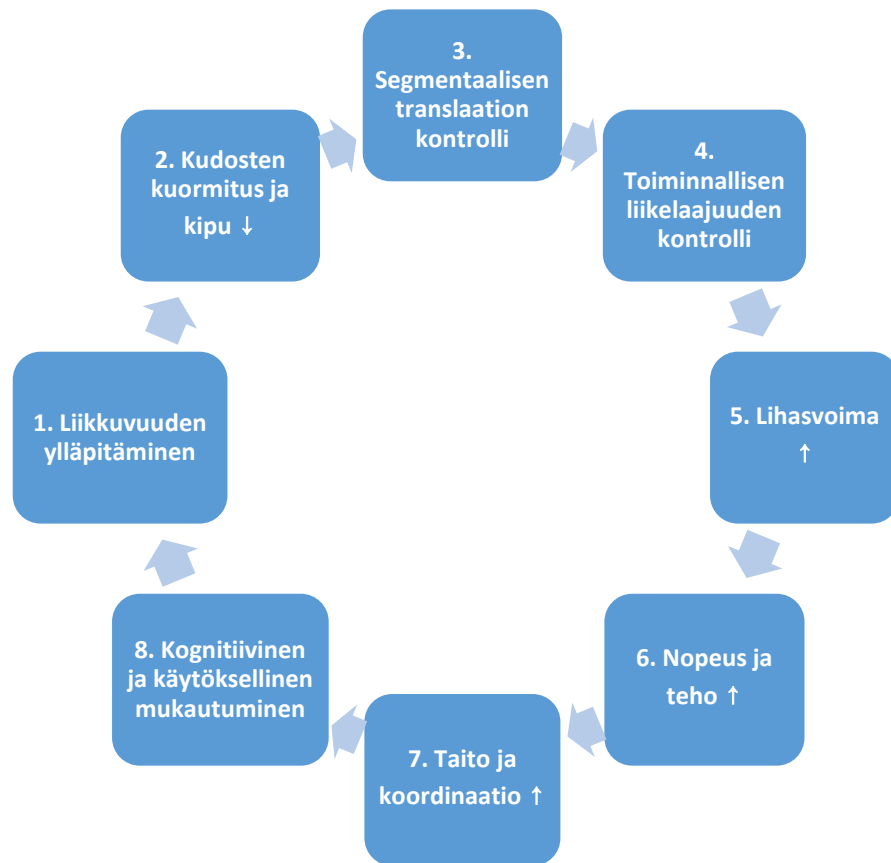 3.
Segmentaalisen
translaation
kontrolli
2. Kudosten
kuormitus ja
kipu ↓
4.
Toiminnallisen
liikelaajuuden
kontrolli
1. Liikkuvuuden
ylläpitäminen
5. Lihasvoima
↑
8. Kognitiivinen
ja käytöksellinen
mukautuminen
6. Nopeus ja
teho ↑
7. Taito ja
koordinaatio ↑